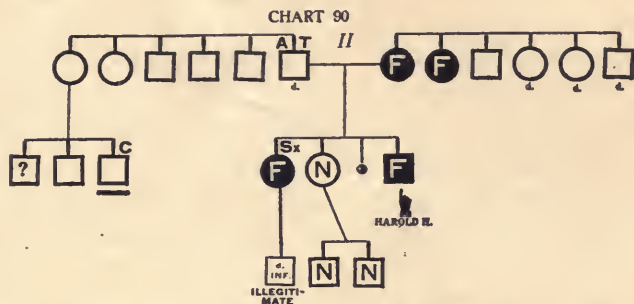 CHART 90
II
A T
F F
d. d. d. d.
? C
Sx
F N F
HAROLD H.
d.
INF. N N
ILLEGITI-
MATE